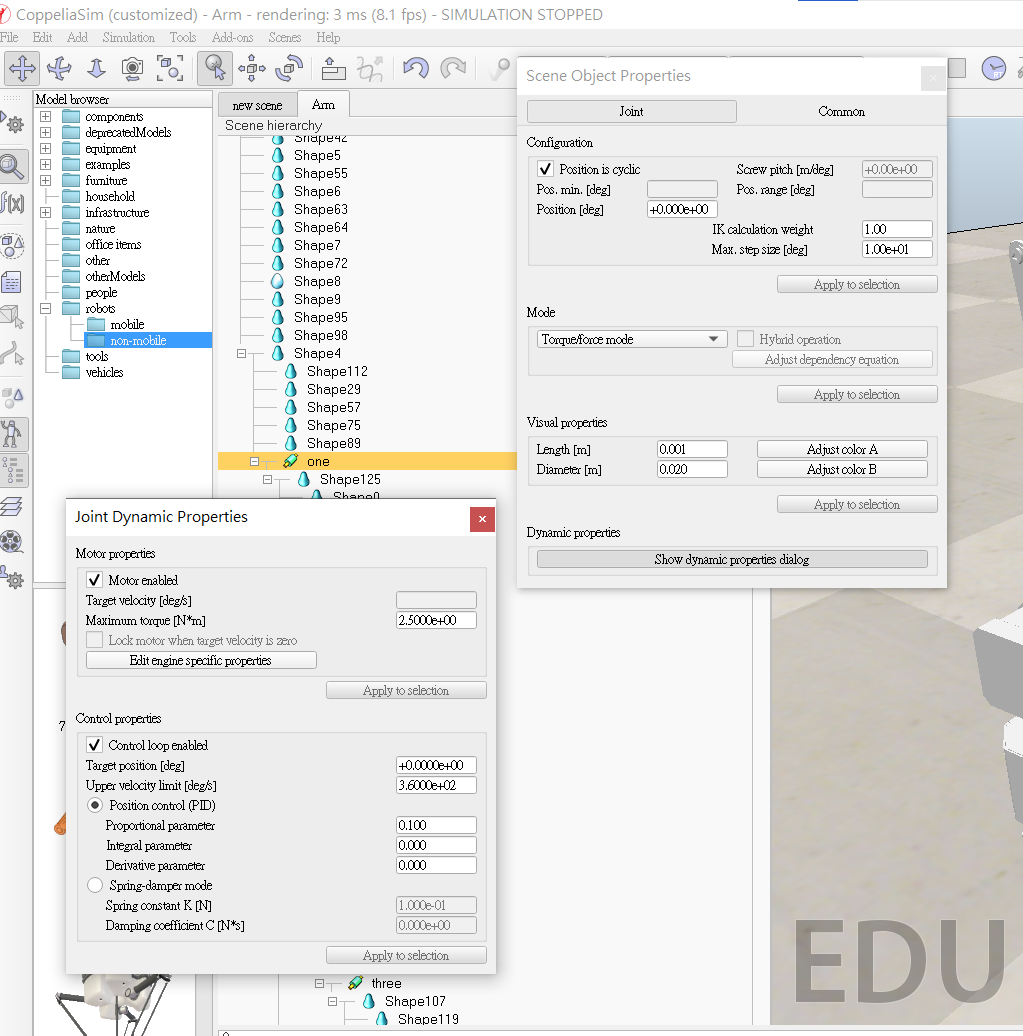 CoppeliaSim (customized) - Arm - rendering: 3 ms (8.1 fps) - SIMULATION STOPPED
File Edit Add Simulation Tools Add-ons Scenes Help
Model browser
components
deprecatedModels
equipment
examples
furniture
household
infrastructure
nature
office items
other
otherModels
people
robots
mobile
non-mobile
tools
vehicles
new scene
Arm
Scene hierarchy
Shape42
Shape5
Shape55
Shape6
Shape63
Shape64
Shape7
Shape72
Shape8
Shape9
Shape95
Shape98
Shape4
Shape112
Shape29
Shape57
Shape75
Shape89
one
Shape125
Shape0
Scene Object Properties
Joint
Common
Configuration
Position is cyclic
Screw pitch [m/deg] +0.00e+00
Pos. min. [deg]
Pos. range [deg]
Position [deg] +0.000e+00
IK calculation weight 1.00
Max. step size [deg] 1.00e+01
Apply to selection
Mode
Torque/force mode
Hybrid operation
Adjust dependency equation
Apply to selection
Visual properties
Length [m] 0.001 Adjust color A
Diameter [m] 0.020 Adjust color B
Apply to selection
Dynamic properties
Show dynamic properties dialog
Joint Dynamic Properties
Motor properties
Motor enabled
Target velocity [deg/s]
Maximum torque [N*m] 2.5000e+00
Lock motor when target velocity is zero
Edit engine specific properties
Apply to selection
Control properties
Control loop enabled
Target position [deg] +0.0000e+00
Upper velocity limit [deg/s] 3.6000e+02
Position control (PID)
Proportional parameter 0.100
Integral parameter 0.000
Derivative parameter 0.000
Spring-damper mode
Spring constant K [N] 1.000e-01
Damping coefficient C [N*s] 0.000e+00
Apply to selection
7
three
Shape107
Shape119
EDU